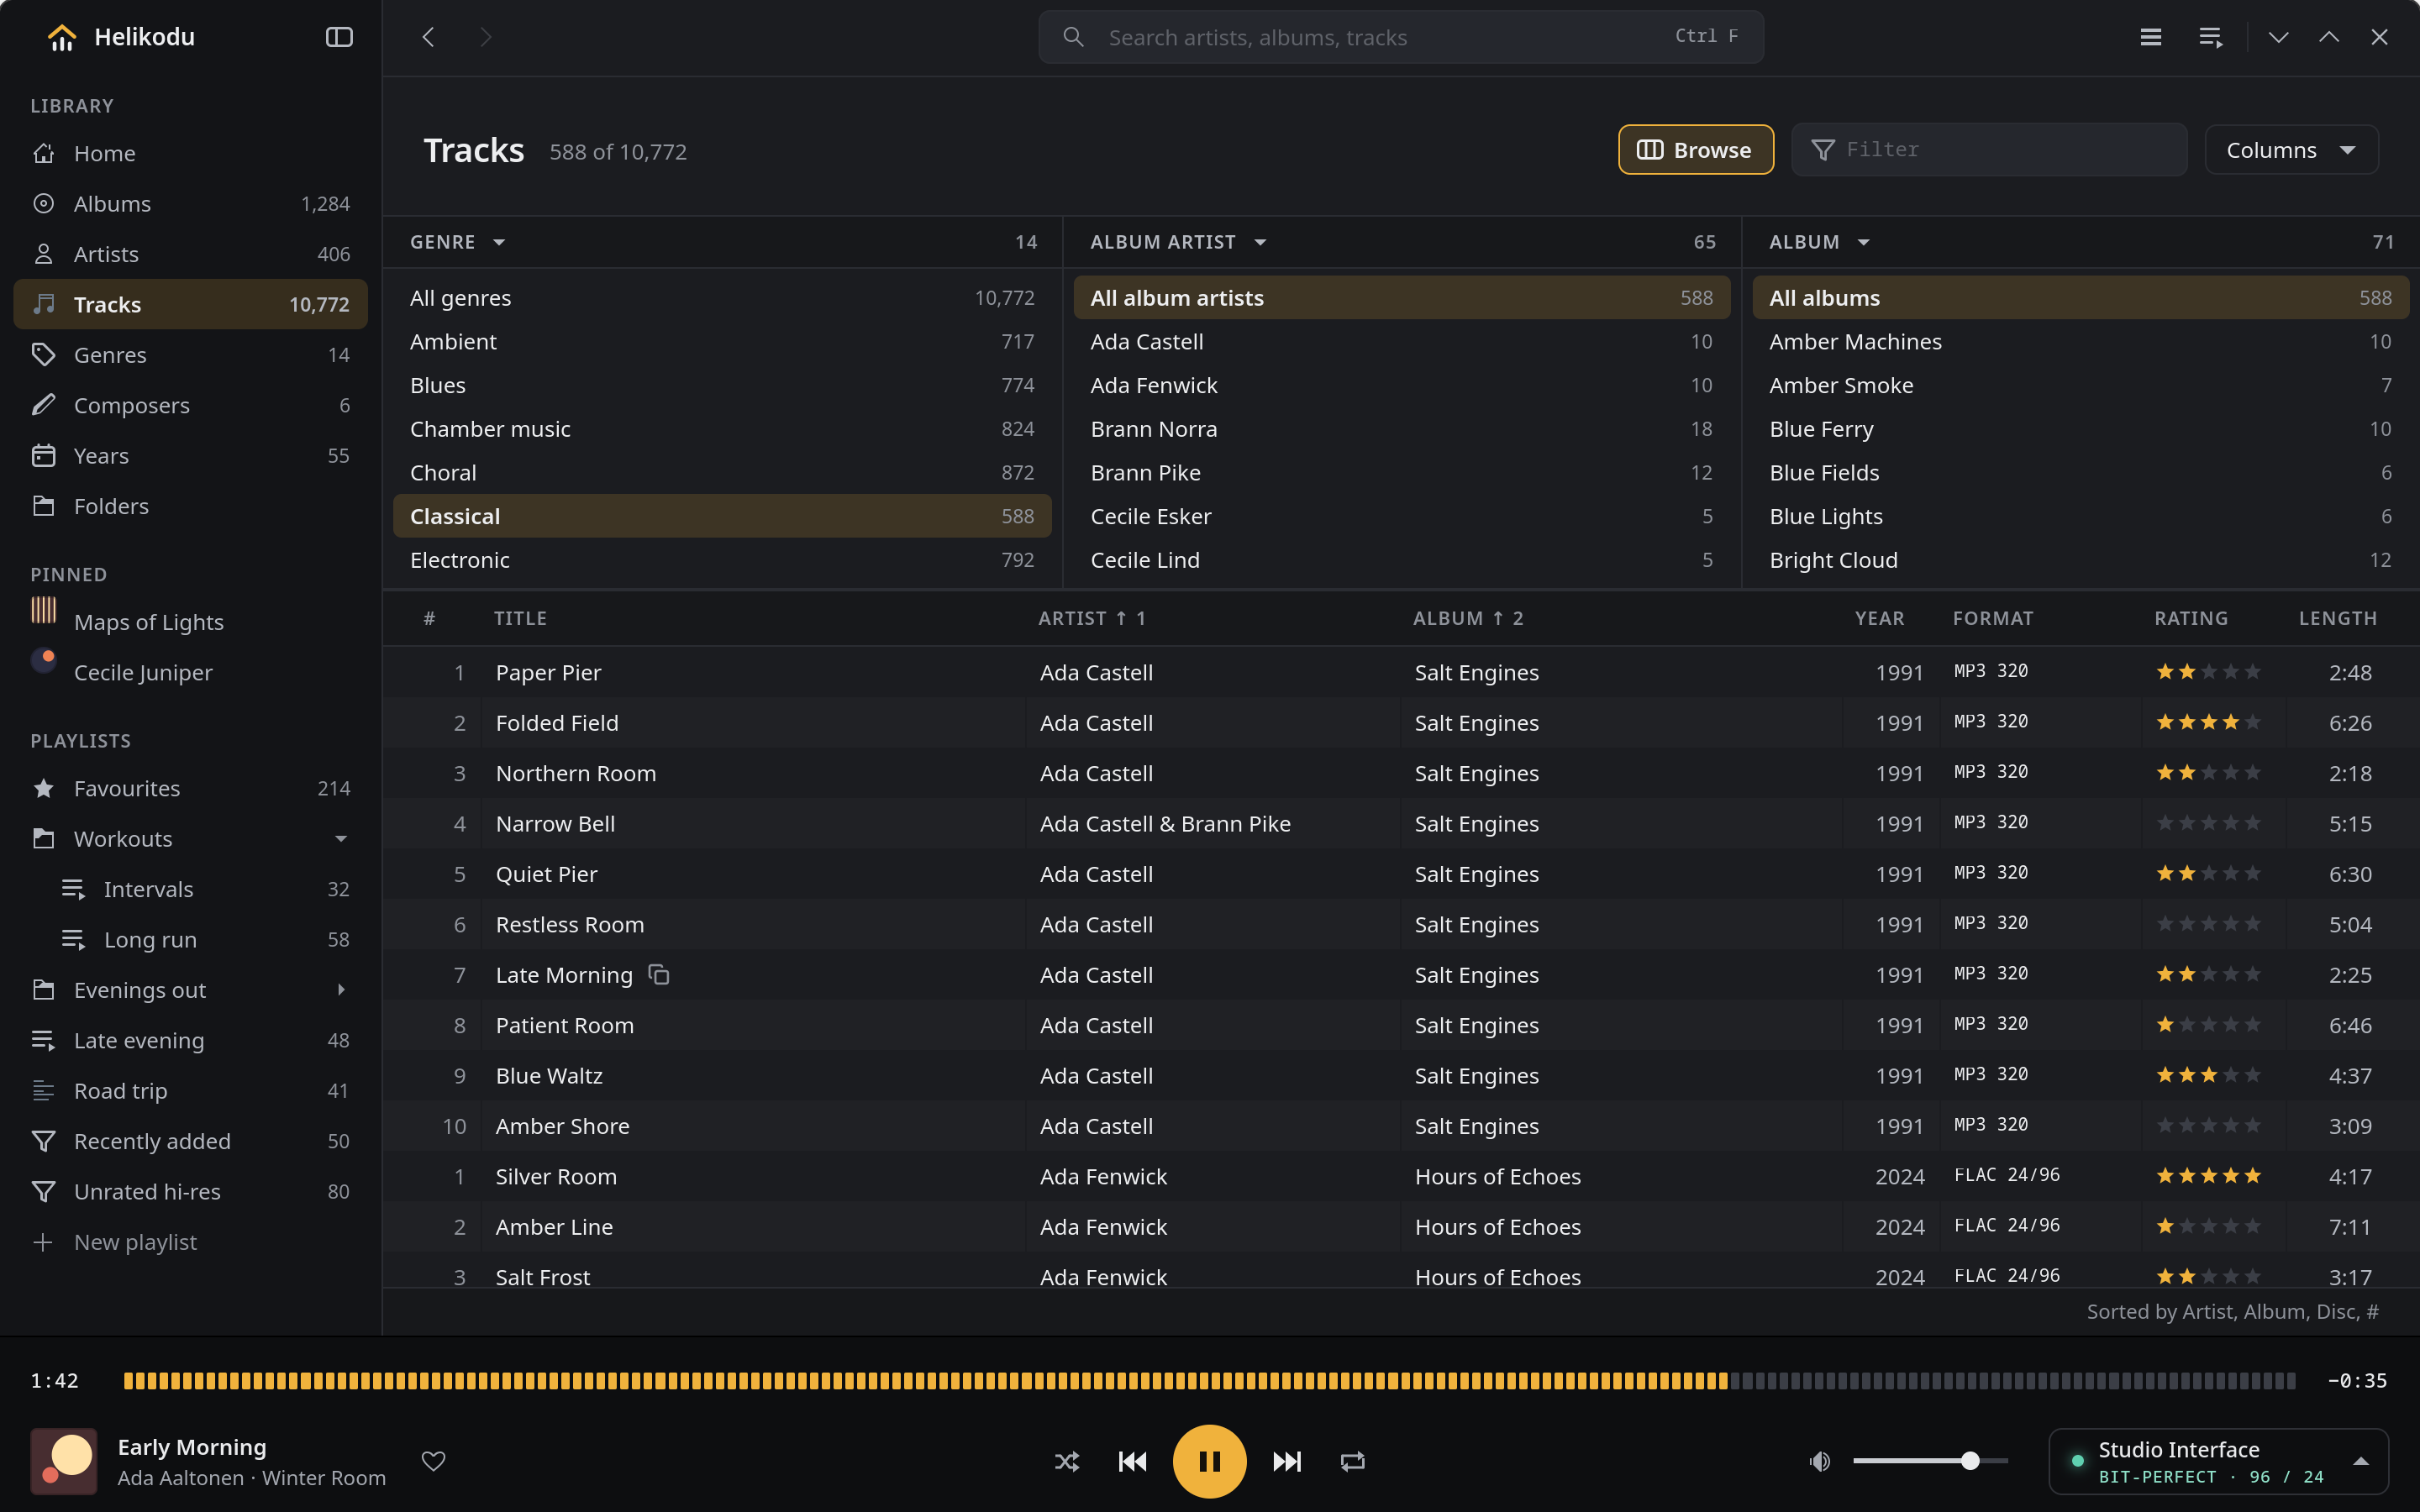 Helikodu
Search artists, albums, tracks Ctrl F
LIBRARY
Home
Albums 1,284
Artists 406
Tracks 10,772
Genres 14
Composers 6
Years 55
Folders
PINNED
Maps of Lights
Cecile Juniper
PLAYLISTS
Favourites 214
Workouts
Intervals 32
Long run 58
Evenings out
Late evening 48
Road trip 41
Recently added 50
Unrated hi-res 80
New playlist
Tracks 588 of 10,772
Browse Filter Columns
GENRE 14
All genres 10,772
Ambient 717
Blues 774
Chamber music 824
Choral 872
Classical 588
Electronic 792
ALBUM ARTIST 65
All album artists 588
Ada Castell 10
Ada Fenwick 10
Brann Norra 18
Brann Pike 12
Cecile Esker 5
Cecile Lind 5
ALBUM 71
All albums 588
Amber Machines 10
Amber Smoke 7
Blue Ferry 10
Blue Fields 6
Blue Lights 6
Bright Cloud 12
# TITLE ARTIST ↑ 1 ALBUM ↑ 2 YEAR FORMAT RATING LENGTH
1 Paper Pier Ada Castell Salt Engines 1991 MP3 320 2:48
2 Folded Field Ada Castell Salt Engines 1991 MP3 320 6:26
3 Northern Room Ada Castell Salt Engines 1991 MP3 320 2:18
4 Narrow Bell Ada Castell & Brann Pike Salt Engines 1991 MP3 320 5:15
5 Quiet Pier Ada Castell Salt Engines 1991 MP3 320 6:30
6 Restless Room Ada Castell Salt Engines 1991 MP3 320 5:04
7 Late Morning Ada Castell Salt Engines 1991 MP3 320 2:25
8 Patient Room Ada Castell Salt Engines 1991 MP3 320 6:46
9 Blue Waltz Ada Castell Salt Engines 1991 MP3 320 4:37
10 Amber Shore Ada Castell Salt Engines 1991 MP3 320 3:09
1 Silver Room Ada Fenwick Hours of Echoes 2024 FLAC 24/96 4:17
2 Amber Line Ada Fenwick Hours of Echoes 2024 FLAC 24/96 7:11
3 Salt Frost Ada Fenwick Hours of Echoes 2024 FLAC 24/96 3:17
Sorted by Artist, Album, Disc, #
1:42 −0:35
Early Morning
Ada Aaltonen · Winter Room
Studio Interface
BIT-PERFECT · 96 / 24